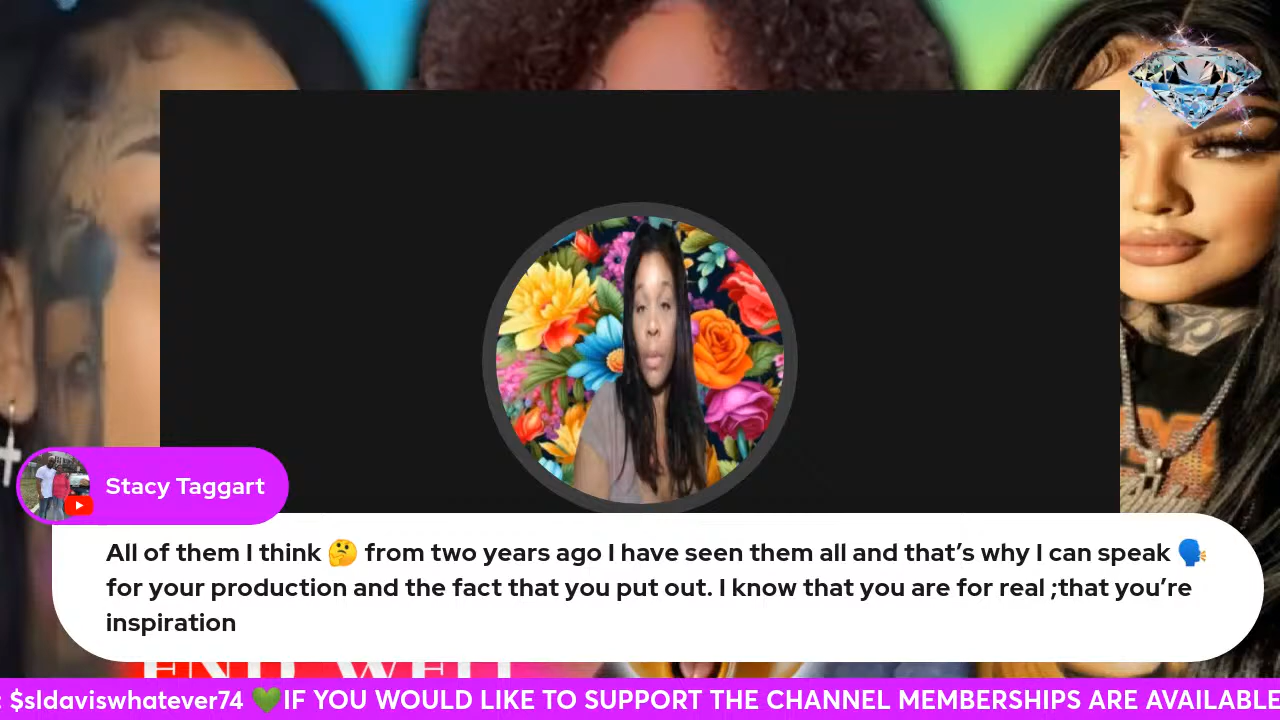 Stacy Taggart
All of them I think 🤔 from two years ago I have seen them all and that’s why I can speak 🗣️
for your production and the fact that you put out. I know that you are for real ;that you’re
inspiration
END WELL
: $sldaviswhatever74 💚IF YOU WOULD LIKE TO SUPPORT THE CHANNEL MEMBERSHIPS ARE AVAILABLE